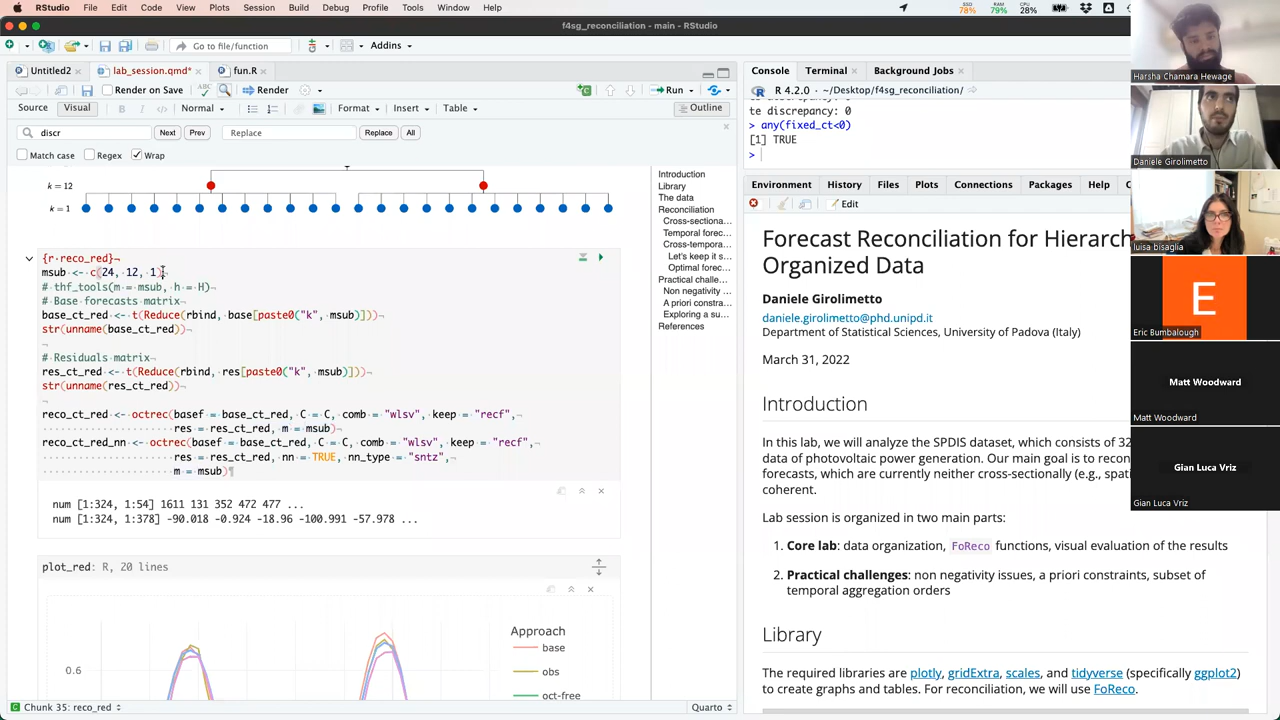 RStudio File Edit Code View Plots Session Build Debug Profile Tools Window Help
SSD 78% RAM 79% CPU 28%
f4sg_reconciliation - main - RStudio
Go to file/function Addins
Untitled2 lab_session.qmd* fun.R
Render on Save Render Run
Source Visual Normal Format Insert Table Outline
discr Next Prev Replace Replace All
Match case Regex Wrap
k = 12
k = 1
{r·reco_red}
msub <- c(24, 12, 1)
# thf_tools(m = msub, h = H)
# Base forecasts matrix
base_ct_red <- t(Reduce(rbind, base[paste0("k", msub)]))
str(unname(base_ct_red))
# Residuals matrix
res_ct_red <- t(Reduce(rbind, res[paste0("k", msub)]))
str(unname(res_ct_red))
reco_ct_red <- octrec(basef = base_ct_red, C = C, comb = "wlsv", keep = "recf",
res = res_ct_red, m = msub)
reco_ct_red_nn <- octrec(basef = base_ct_red, C = C, comb = "wlsv", keep = "recf",
res = res_ct_red, nn = TRUE, nn_type = "sntz",
m = msub)
num [1:324, 1:54] 1611 131 352 472 477 ...
num [1:324, 1:378] -90.018 -0.924 -18.96 -100.991 -57.978 ...
plot_red: R, 20 lines
Approach
base
obs
oct-free
0.6
Chunk 35: reco_red Quarto
Introduction
Library
The data
Reconciliation
Cross-sectiona...
Temporal forec...
Cross-tempora...
Let's keep it s...
Optimal forec...
Practical challe...
Non negativity ...
A priori constra...
Exploring a su...
References
Console Terminal Background Jobs
R 4.2.0 · ~/Desktop/f4sg_reconciliation/
te discrepancy: 0
> any(fixed_ct<0)
[1] TRUE
>
Environment History Files Plots Connections Packages Help
Edit
Forecast Reconciliation for Hierarch
Organized Data
Daniele Girolimetto
daniele.girolimetto@phd.unipd.it
Department of Statistical Sciences, University of Padova (Italy)
March 31, 2022
Introduction
In this lab, we will analyze the SPDIS dataset, which consists of 32
data of photovoltaic power generation. Our main goal is to recon
forecasts, which are currently neither cross-sectionally (e.g., spati
coherent.
Lab session is organized in two main parts:
1. Core lab: data organization, FoReco functions, visual evaluation of the results
2. Practical challenges: non negativity issues, a priori constraints, subset of
temporal aggregation orders
Library
The required libraries are plotly, gridExtra, scales, and tidyverse (specifically ggplot2)
to create graphs and tables. For reconciliation, we will use FoReco.
Harsha Chamara Hewage
Daniele Girolimetto
luisa bisaglia
E
Eric Bumbalough
Matt Woodward
Matt Woodward
Gian Luca Vriz
Gian Luca Vriz